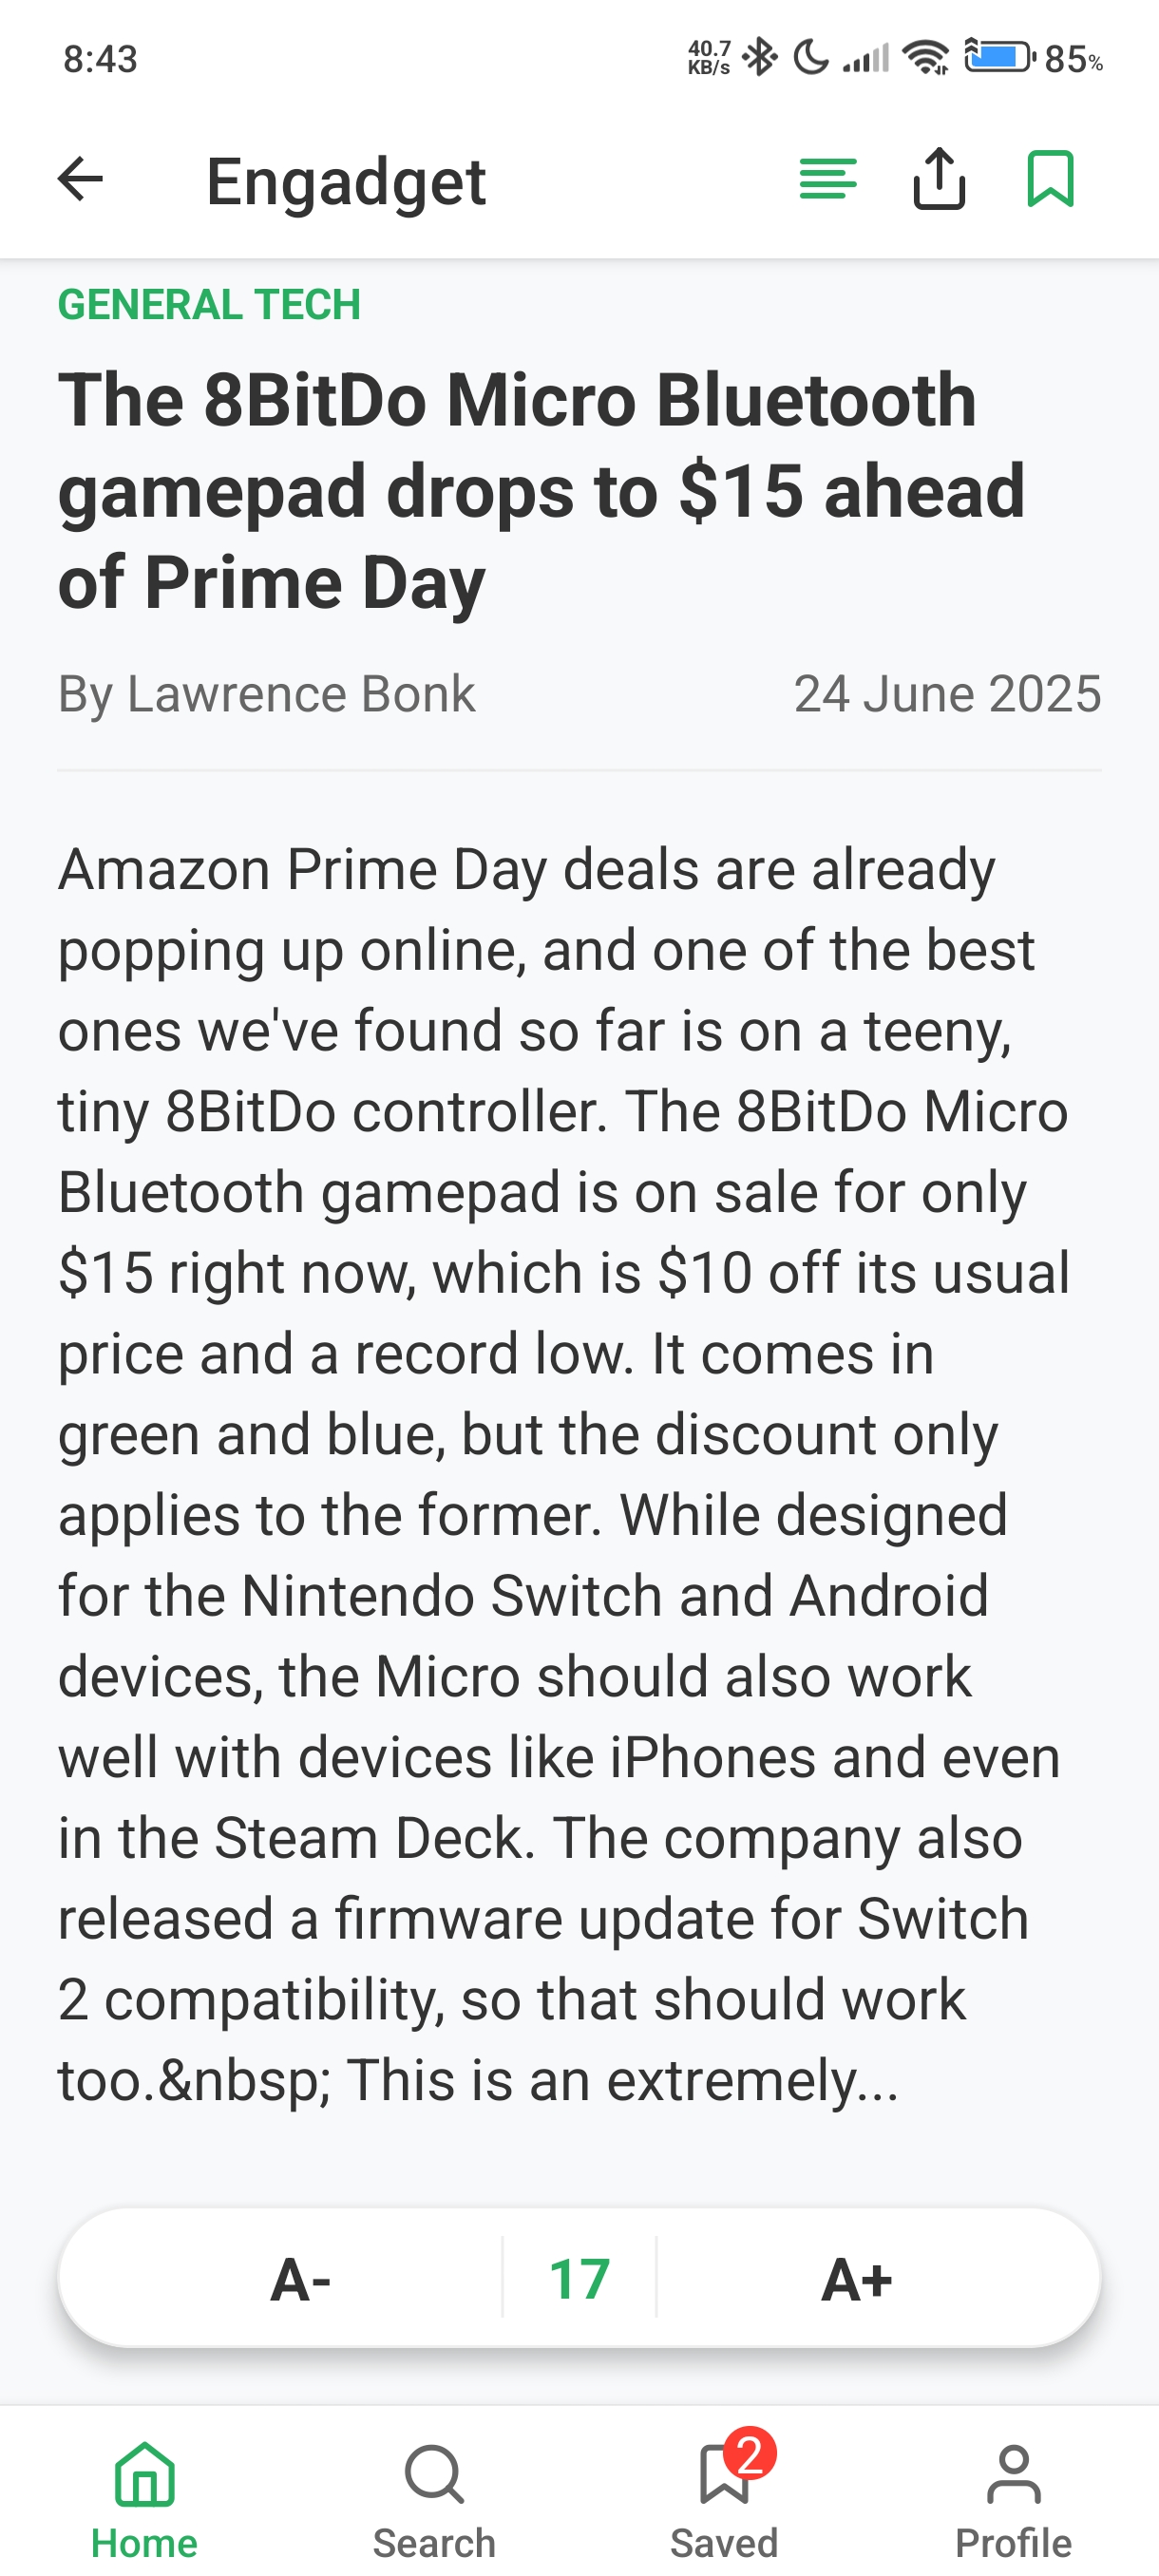 8:43
40.7
KB/s
85%
Engadget
GENERAL TECH
The 8BitDo Micro Bluetooth
gamepad drops to $15 ahead
of Prime Day
By Lawrence Bonk 24 June 2025
Amazon Prime Day deals are already
popping up online, and one of the best
ones we've found so far is on a teeny,
tiny 8BitDo controller. The 8BitDo Micro
Bluetooth gamepad is on sale for only
$15 right now, which is $10 off its usual
price and a record low. It comes in
green and blue, but the discount only
applies to the former. While designed
for the Nintendo Switch and Android
devices, the Micro should also work
well with devices like iPhones and even
in the Steam Deck. The company also
released a firmware update for Switch
2 compatibility, so that should work
too.&nbsp; This is an extremely...
A- 17 A+
2
Home Search Saved Profile